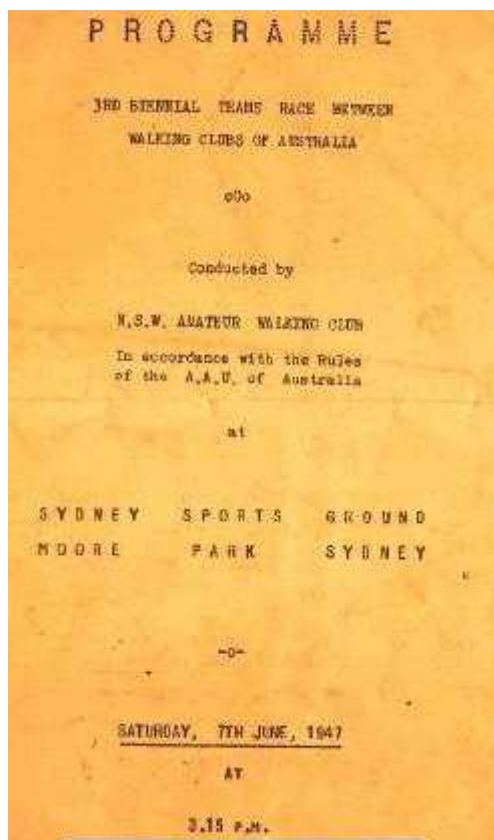 PROGRAMME
3RD BIENNIAL TEAMS RACE BETWEEN
WALKING CLUBS OF AUSTRALIA
oOo
Conducted by
N.S.W. AMATEUR WALKING CLUB
In accordance with the Rules
of the A.A.U. of Australia
at
SYDNEY SPORTS GROUND
MOORE PARK SYDNEY
-o-
SATURDAY, 7TH JUNE, 1947
AT
3.15 P.M.